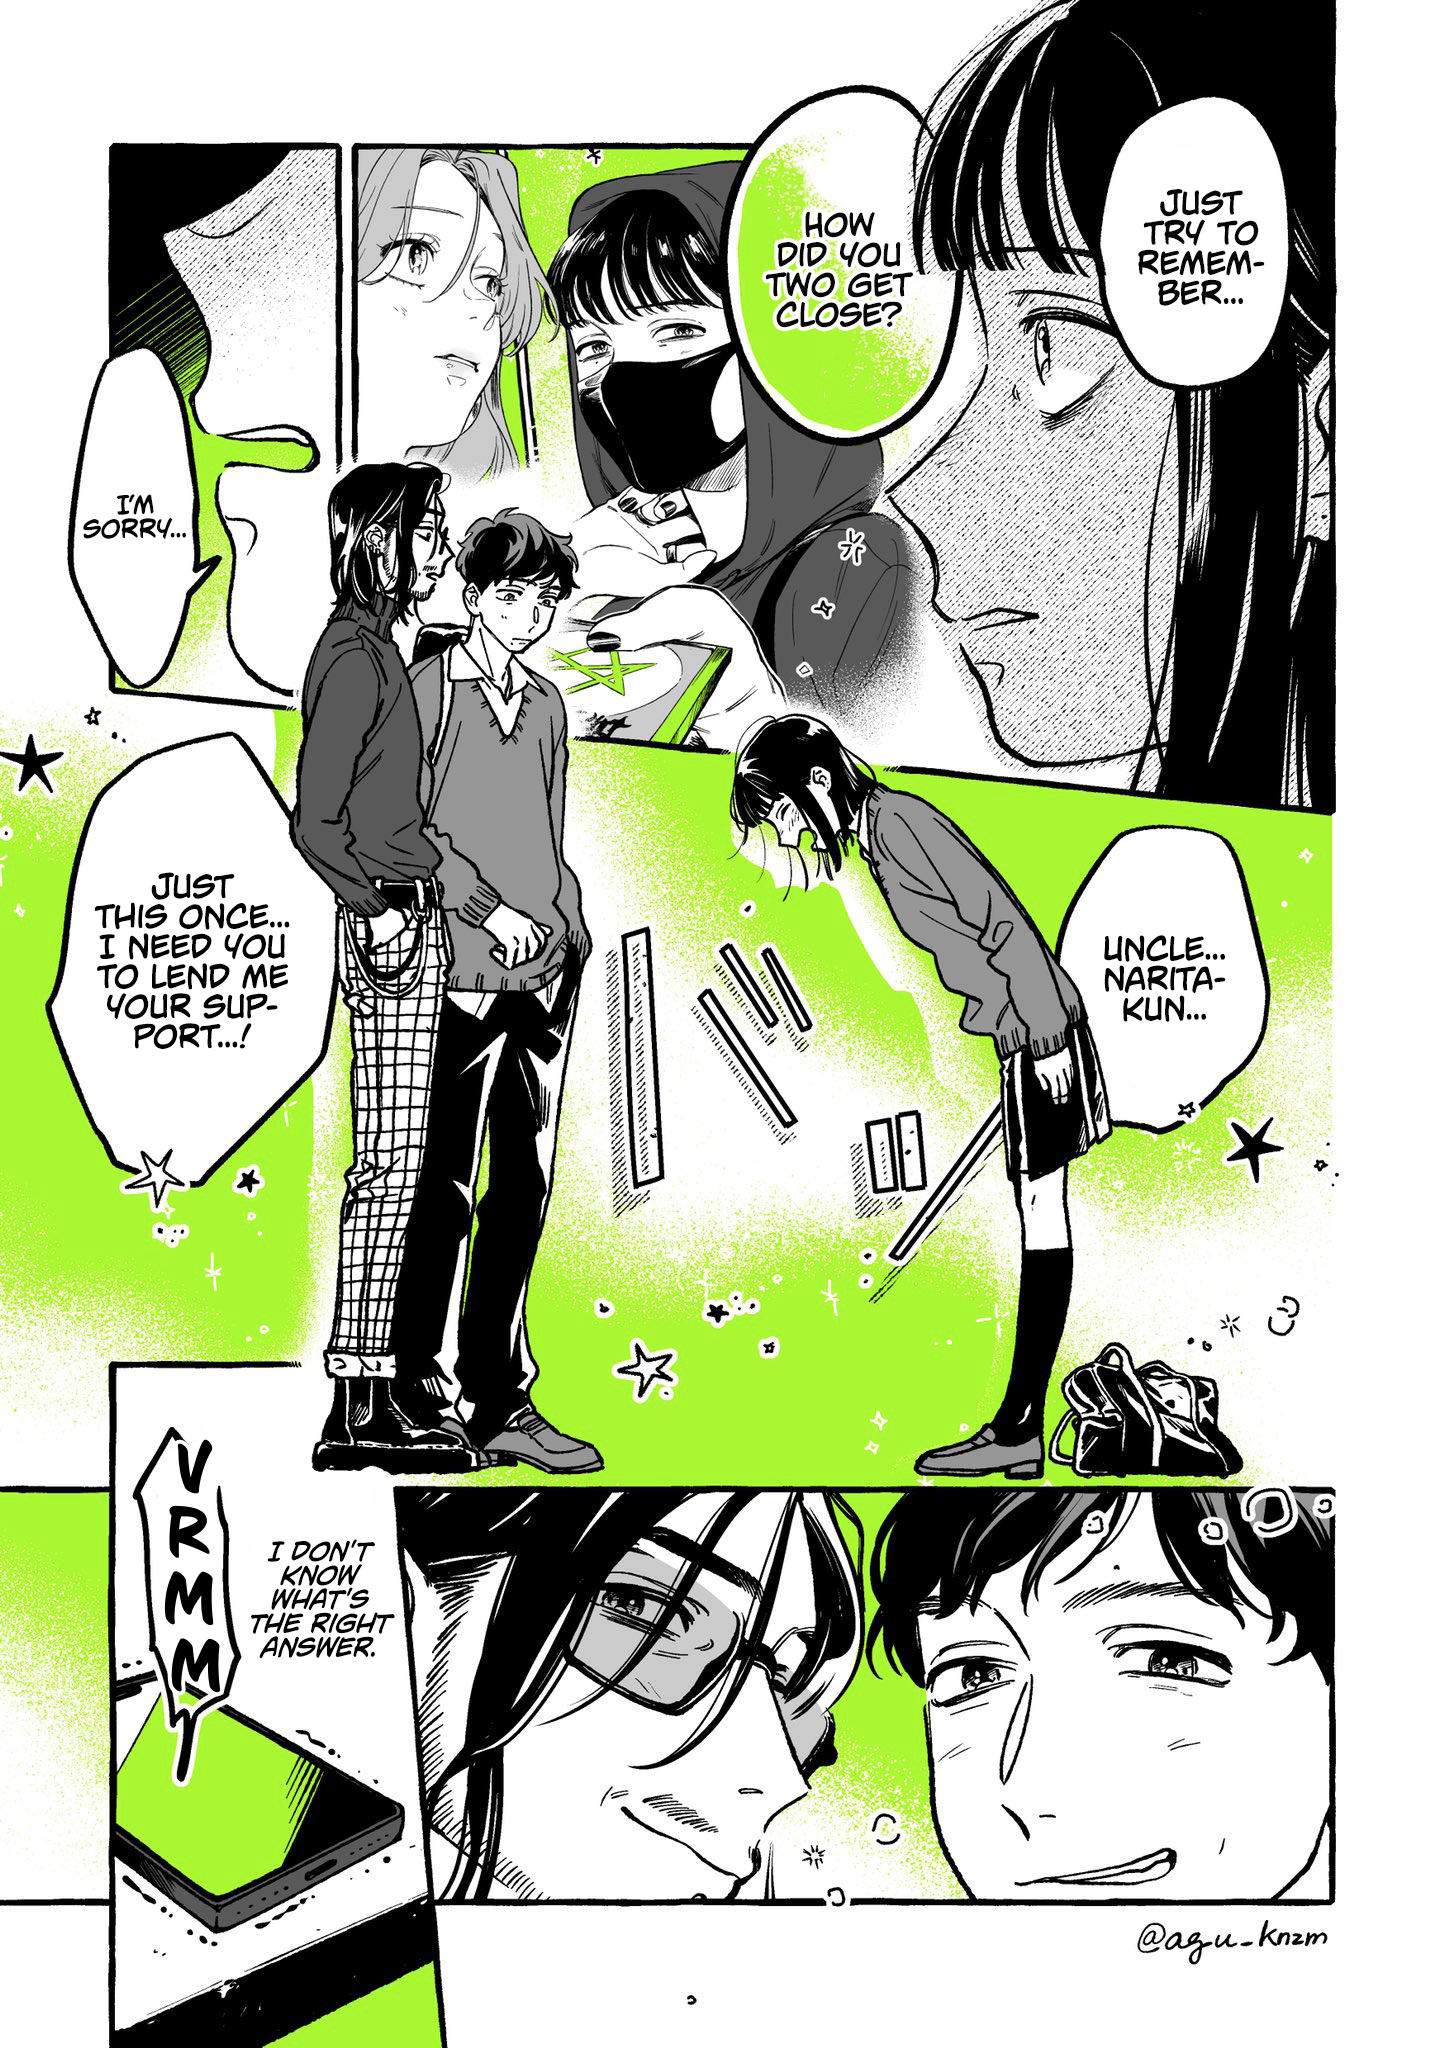 JUST
TRY TO
REMEM-
BER...
HOW
DID YOU
TWO GET
CLOSE?
I'M
SORRY...
UNCLE...
NARITA-
KUN...
JUST
THIS ONCE...
I NEED YOU
TO LEND ME
YOUR SUP-
PORT...!
VRMM
I DON'T
KNOW
WHAT'S
THE RIGHT
ANSWER.
@agu_knzm